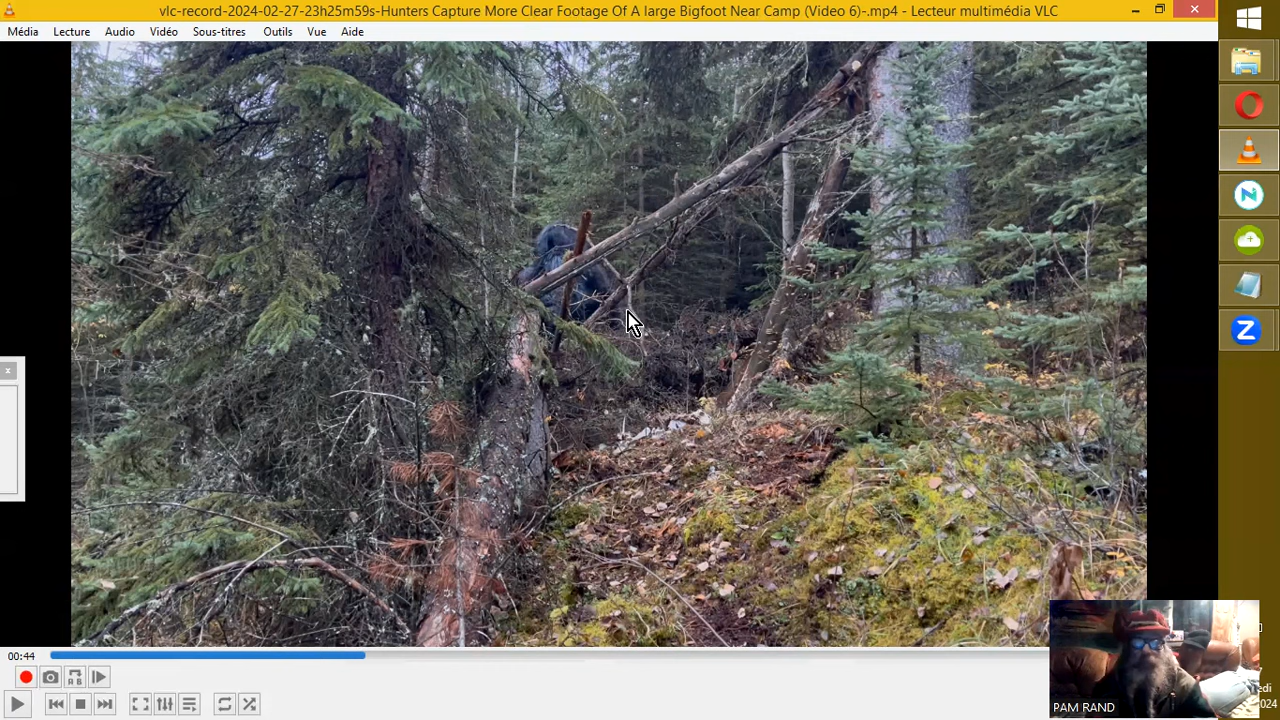 vlc-record-2024-02-27-23h25m59s-Hunters Capture More Clear Footage Of A large Bigfoot Near Camp (Video 6)-.mp4 - Lecteur multimédia VLC
Média Lecture Audio Vidéo Sous-titres Outils Vue Aide
00:44
PAM RAND